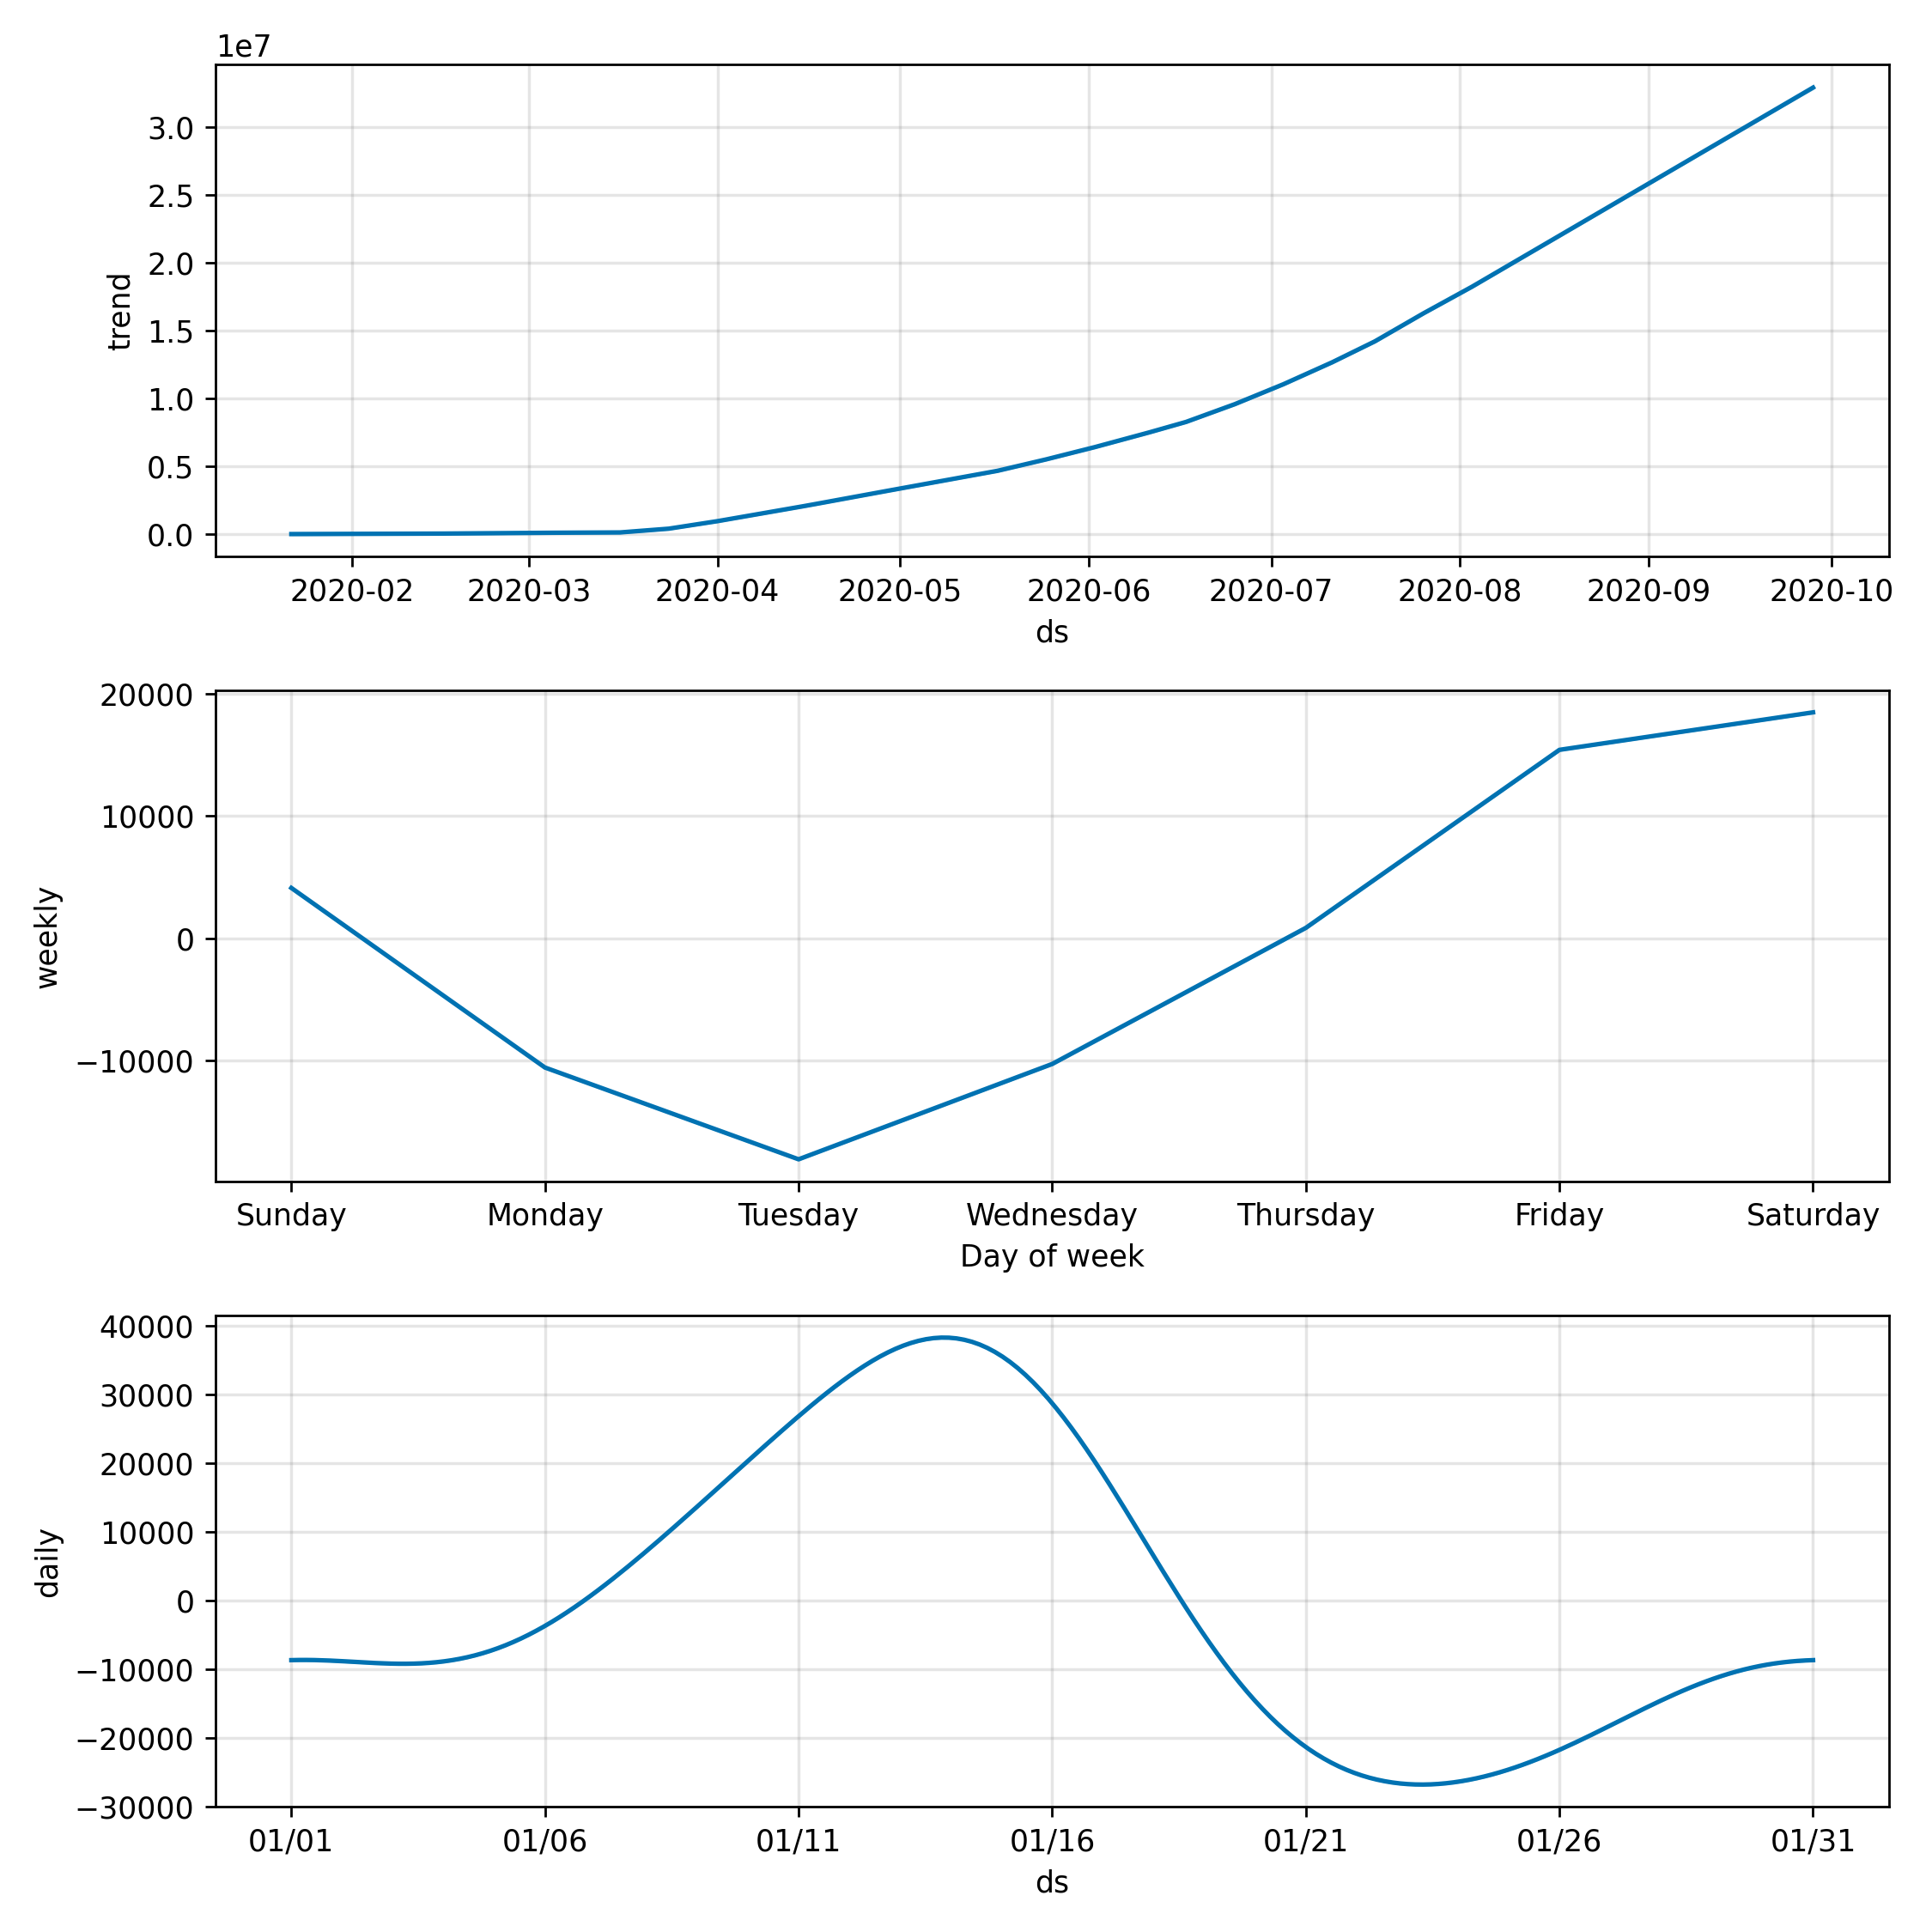 1e7
3.0
2.5
2.0
1.5
1.0
0.5
0.0
trend
2020-02 2020-03 2020-04 2020-05 2020-06 2020-07 2020-08 2020-09 2020-10
ds
20000
10000
0
−10000
weekly
Sunday Monday Tuesday Wednesday Thursday Friday Saturday
Day of week
40000
30000
20000
10000
0
−10000
−20000
−30000
daily
01/01 01/06 01/11 01/16 01/21 01/26 01/31
ds